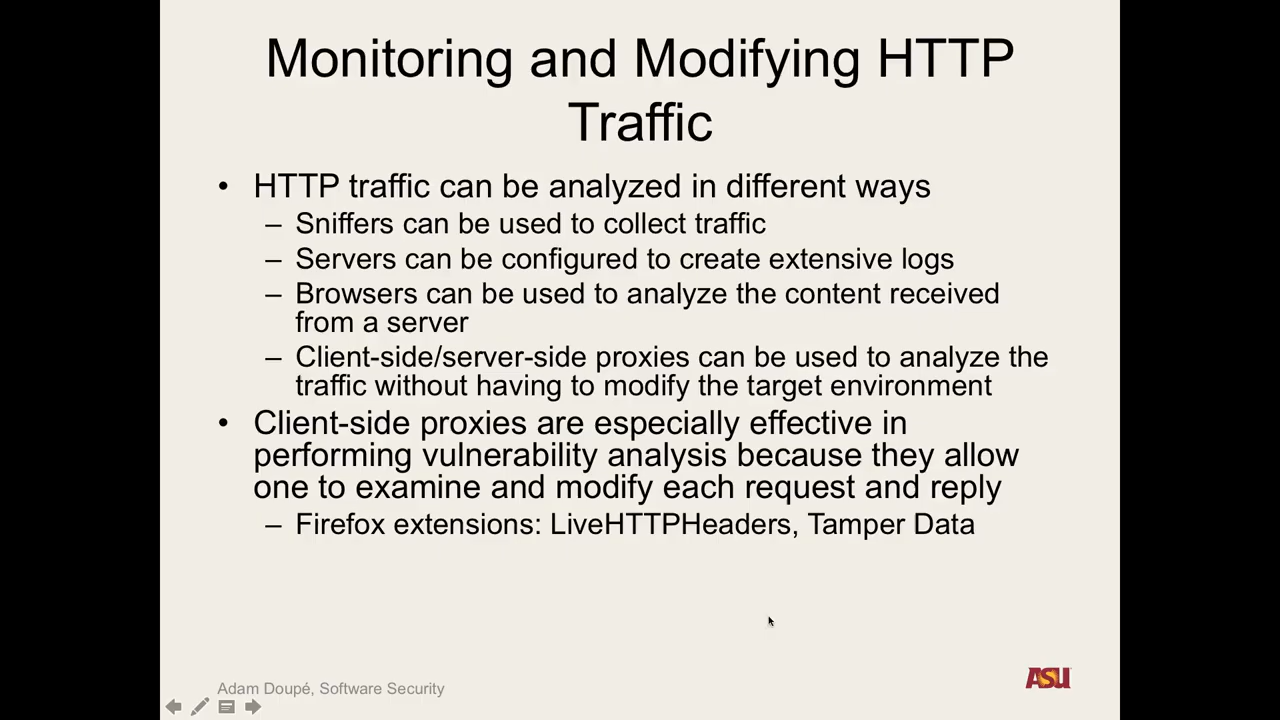 Monitoring and Modifying HTTP
Traffic
• HTTP traffic can be analyzed in different ways
– Sniffers can be used to collect traffic
– Servers can be configured to create extensive logs
– Browsers can be used to analyze the content received
from a server
– Client-side/server-side proxies can be used to analyze the
traffic without having to modify the target environment
• Client-side proxies are especially effective in
performing vulnerability analysis because they allow
one to examine and modify each request and reply
– Firefox extensions: LiveHTTPHeaders, Tamper Data
Adam Doupé, Software Security
ASU